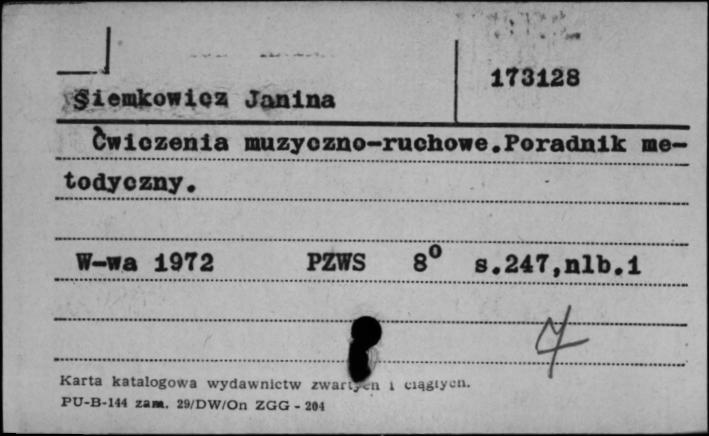 173128
Siemkowicz Janina
Ćwiczenia muzyczno-ruchowe.Poradnik me-
todyczny.
W-wa 1972 PZWS 8° s.247,nlb.1
Karta katalogowa wydawnictw zwartych i ciągłych.
PU-B-144 zam. 29/DW/On ZGG - 204